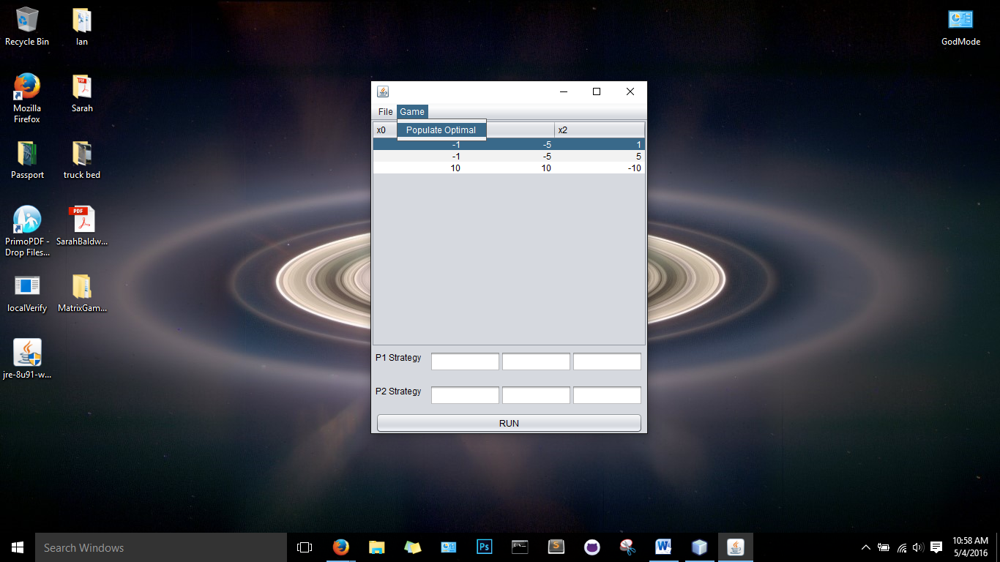 Recycle Bin
Ian
GodMode
Mozilla
Firefox
Sarah
Passport
truck bed
PrimoPDF -
Drop Files...
SarahBaldw...
localVerify
MatrixGam...
jre-8u91-w...
File Game
Populate Optimal
x0 x2
-1 -5 1
-1 -5 5
10 10 -10
P1 Strategy
P2 Strategy
RUN
Search Windows
10:58 AM
5/4/2016